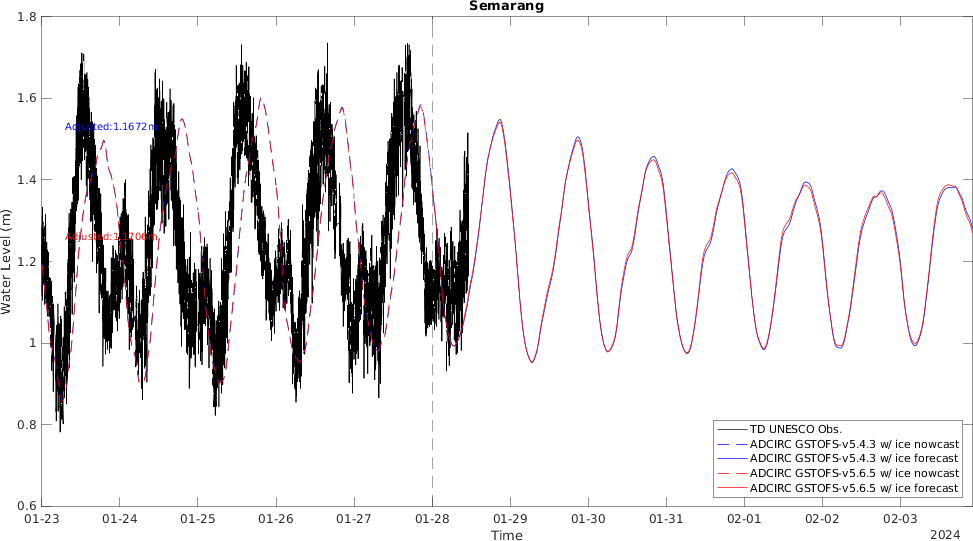 Semarang
1.8
1.6
1.4
1.2
1
0.8
0.6
Water Level (m)
Adjusted:1.1672m
TD UNESCO Obs.
ADCIRC GSTOFS-v5.4.3 w/ ice nowcast
ADCIRC GSTOFS-v5.4.3 w/ ice forecast
ADCIRC GSTOFS-v5.6.5 w/ ice nowcast
ADCIRC GSTOFS-v5.6.5 w/ ice forecast
01-23 01-24 01-25 01-26 01-27 01-28 01-29 01-30 01-31 02-01 02-02 02-03
Time
2024